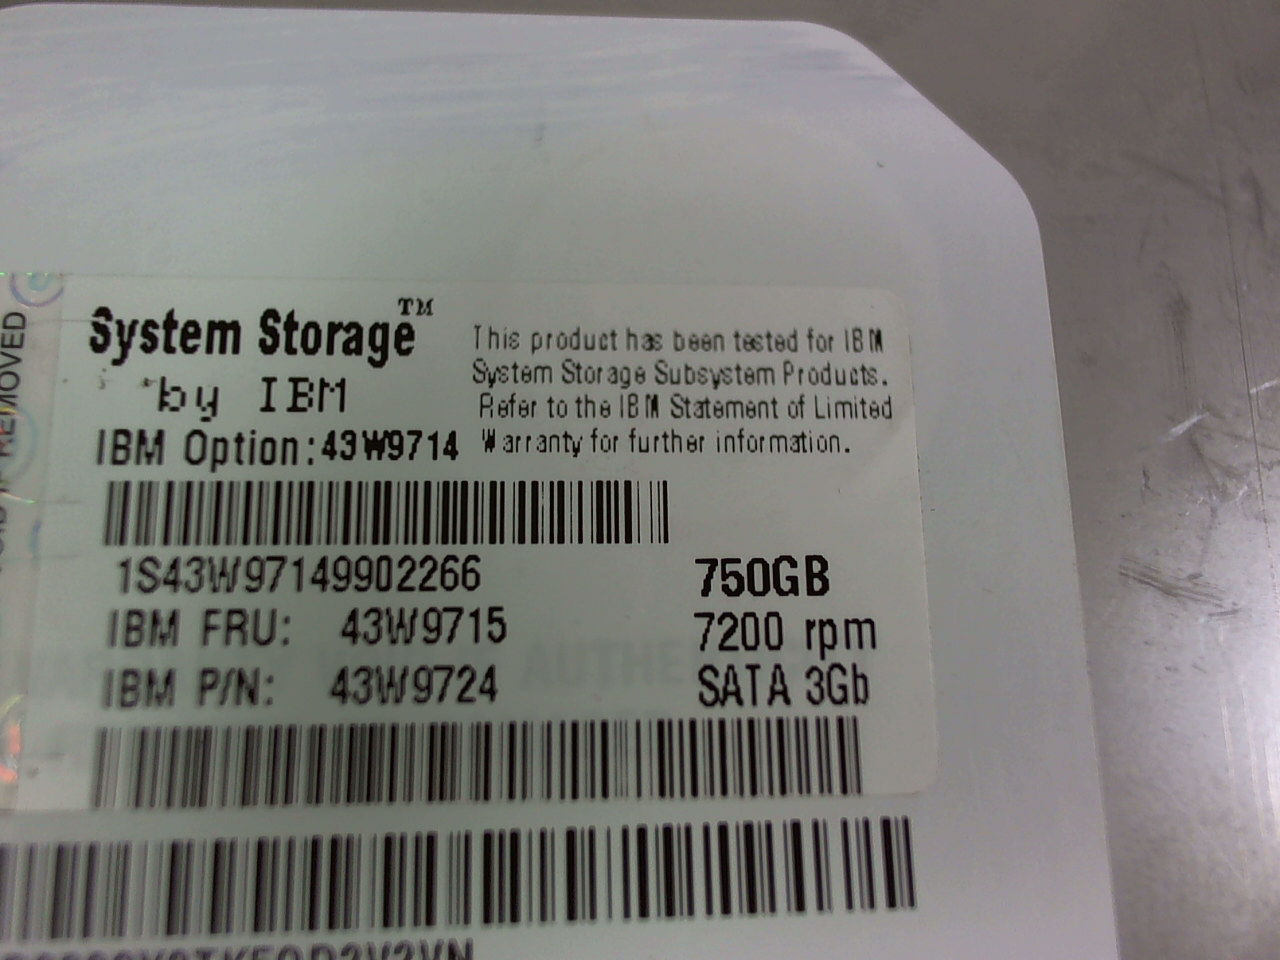 System Storage™
by IBM
This product has been tested for IBM
System Storage Subsystem Products.
Refer to the IBM Statement of Limited
Warranty for further information.
IBM Option:43W9714
1S43W97149902266
750GB
IBM FRU: 43W9715
7200 rpm
IBM P/N: 43W9724
SATA 3Gb
REMOVED